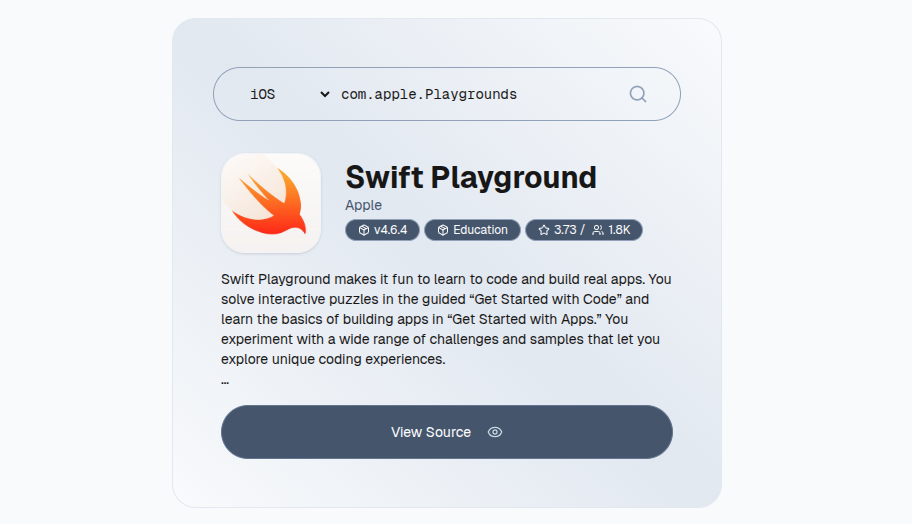 iOS com.apple.Playgrounds
Swift Playground
Apple
v4.6.4 Education 3.73 / 1.8K
Swift Playground makes it fun to learn to code and build real apps. You
solve interactive puzzles in the guided “Get Started with Code” and
learn the basics of building apps in “Get Started with Apps.” You
experiment with a wide range of challenges and samples that let you
explore unique coding experiences.
…
View Source